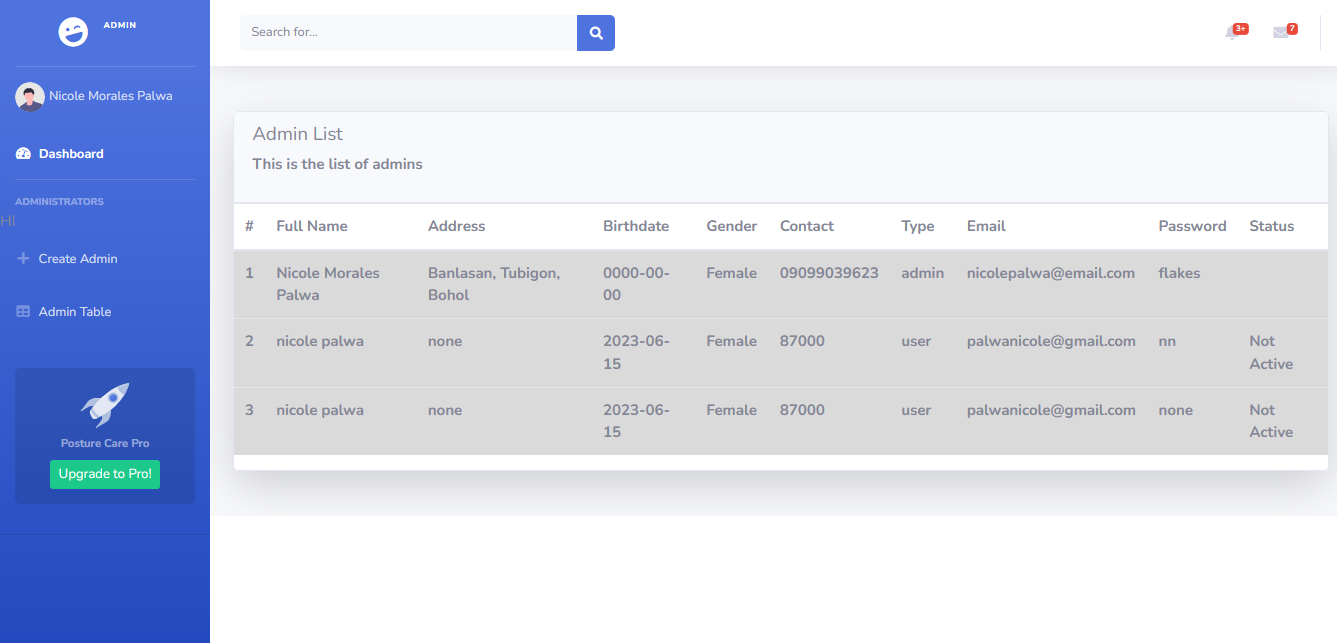 ADMIN
Search for...
3+
7
Nicole Morales Palwa
Dashboard
ADMINISTRATORS
Create Admin
Admin Table
Posture Care Pro
Upgrade to Pro!
Admin List
This is the list of admins
# Full Name Address Birthdate Gender Contact Type Email Password Status
1 Nicole Morales Banlasan, Tubigon, 0000-00- Female 09099039623 admin nicolepalwa@email.com flakes
Palwa Bohol 00
2 nicole palwa none 2023-06- Female 87000 user palwanicole@gmail.com nn Not
15 Active
3 nicole palwa none 2023-06- Female 87000 user palwanicole@gmail.com none Not
15 Active